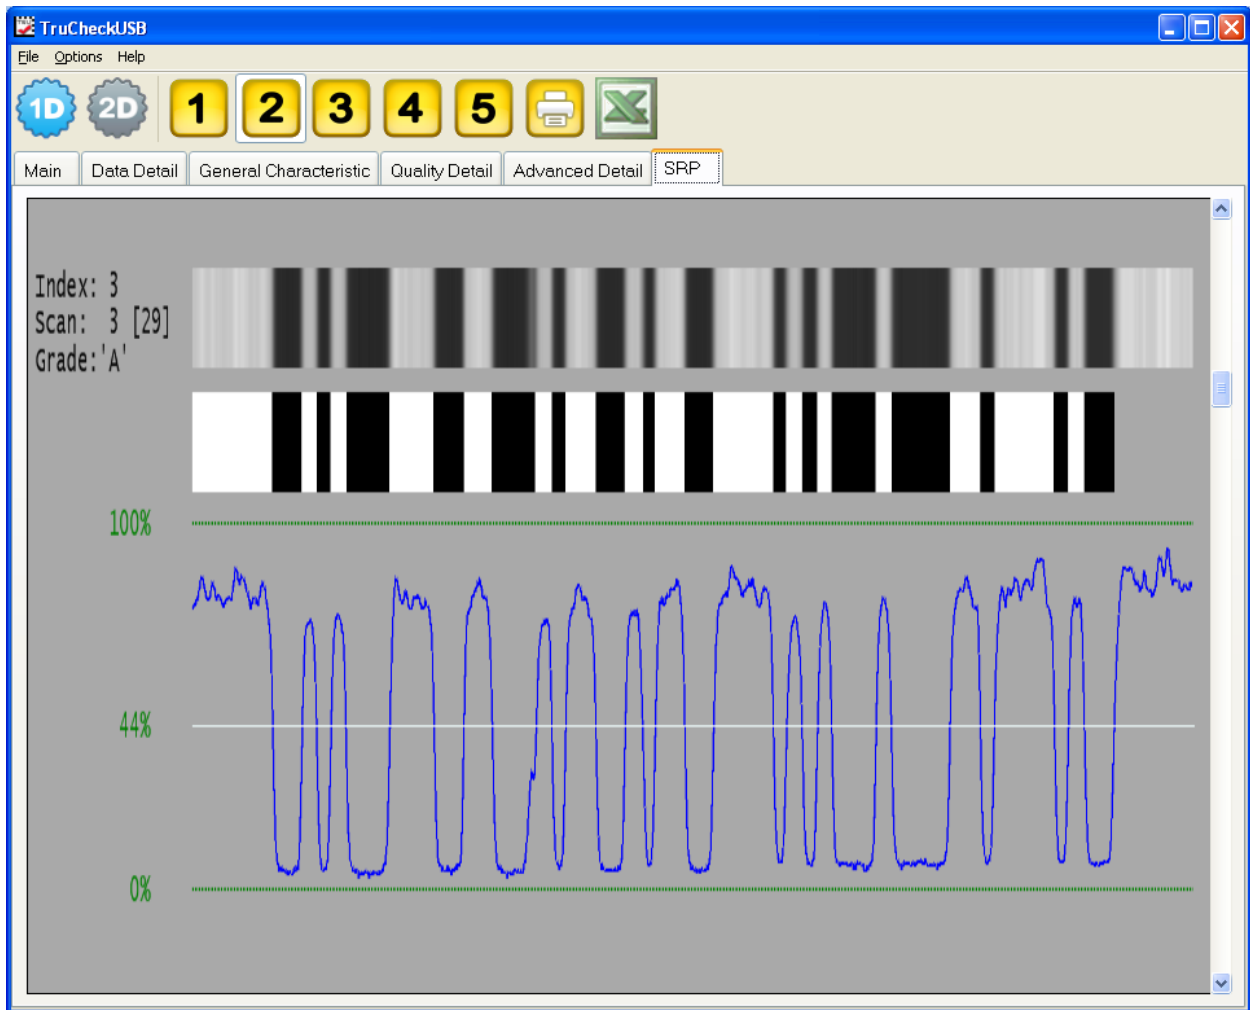 TruCheckUSB
File Options Help
1D 2D 1 2 3 4 5
Main Data Detail General Characteristic Quality Detail Advanced Detail SRP
Index: 3
Scan: 3 [29]
Grade:'A'
100%
44%
0%